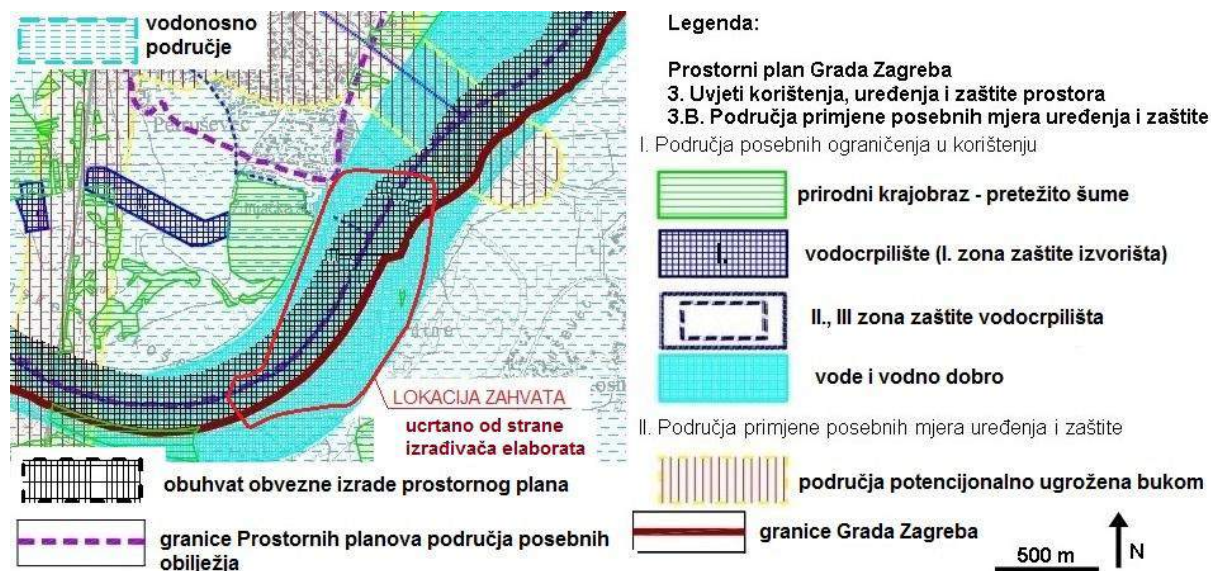 vodonosno
područje
LOKACIJA ZAHVATA
ucrtano od strane
izrađivača elaborata
obuhvat obvezne izrade prostornog plana
granice Prostornih planova područja posebnih
obilježja
Legenda:
Prostorni plan Grada Zagreba
3. Uvjeti korištenja, uređenja i zaštite prostora
3.B. Područja primjene posebnih mjera uređenja i zaštite
I. Područja posebnih ograničenja u korištenju
prirodni krajobraz - pretežito šume
I.
vodocrpilište (I. zona zaštite izvorišta)
II., III zona zaštite vodocrpilišta
vode i vodno dobro
II. Područja primjene posebnih mjera uređenja i zaštite
područja potencijonalno ugrožena bukom
granice Grada Zagreba
500 m
N